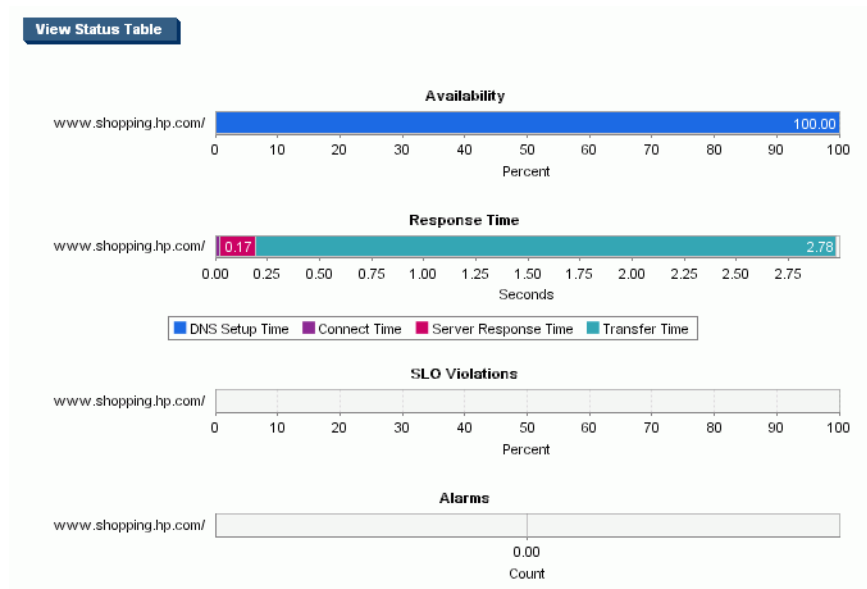 View Status Table
Availability
www.shopping.hp.com/
100.00
0 10 20 30 40 50 60 70 80 90 100
Percent
Response Time
www.shopping.hp.com/
0.17 2.78
0.00 0.25 0.50 0.75 1.00 1.25 1.50 1.75 2.00 2.25 2.50 2.75
Seconds
DNS Setup Time Connect Time Server Response Time Transfer Time
SLO Violations
www.shopping.hp.com/
0 10 20 30 40 50 60 70 80 90 100
Percent
Alarms
www.shopping.hp.com/
0.00
Count